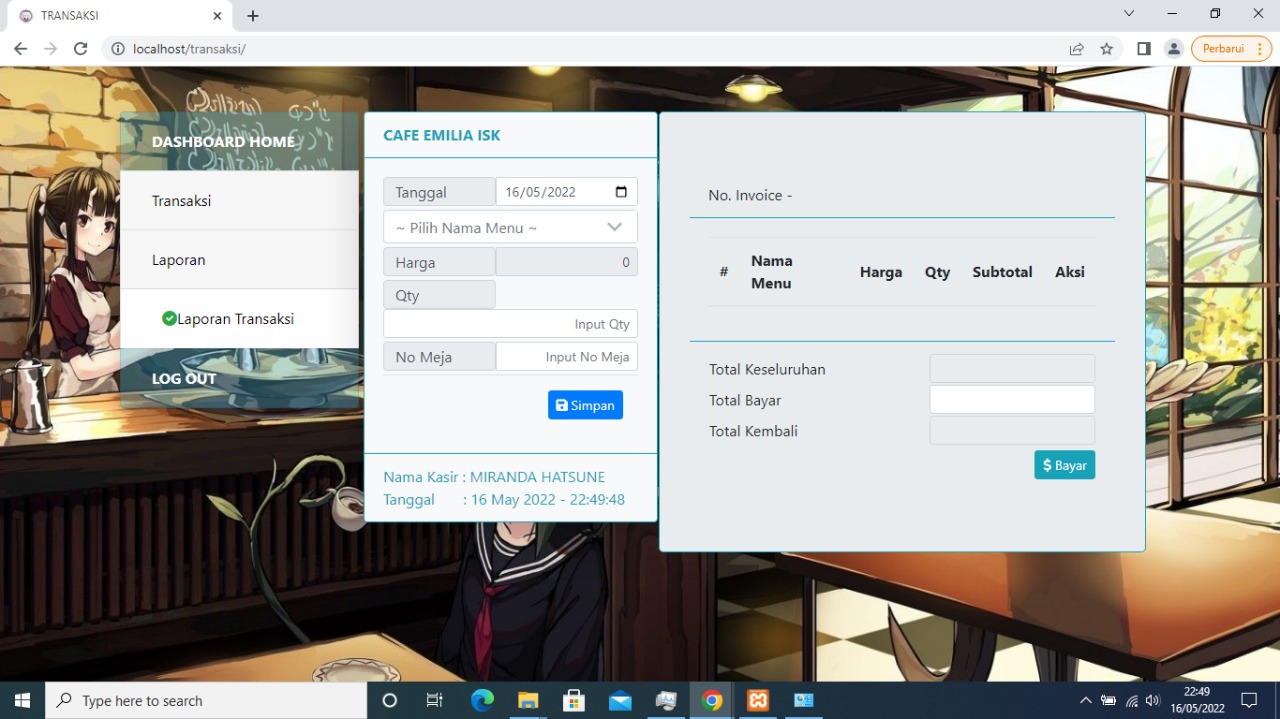 TRANSAKSI
localhost/transaksi/
Perbarui
DASHBOARD HOME
Transaksi
Laporan
Laporan Transaksi
LOG OUT
CAFE EMILIA ISK
Tanggal 16/05/2022
~ Pilih Nama Menu ~
Harga 0
Qty
Input Qty
No Meja Input No Meja
Simpan
Nama Kasir : MIRANDA HATSUNE
Tanggal : 16 May 2022 - 22:49:48
No. Invoice -
# Nama Menu Harga Qty Subtotal Aksi
Total Keseluruhan
Total Bayar
Total Kembali
$ Bayar
Type here to search
22:49
16/05/2022